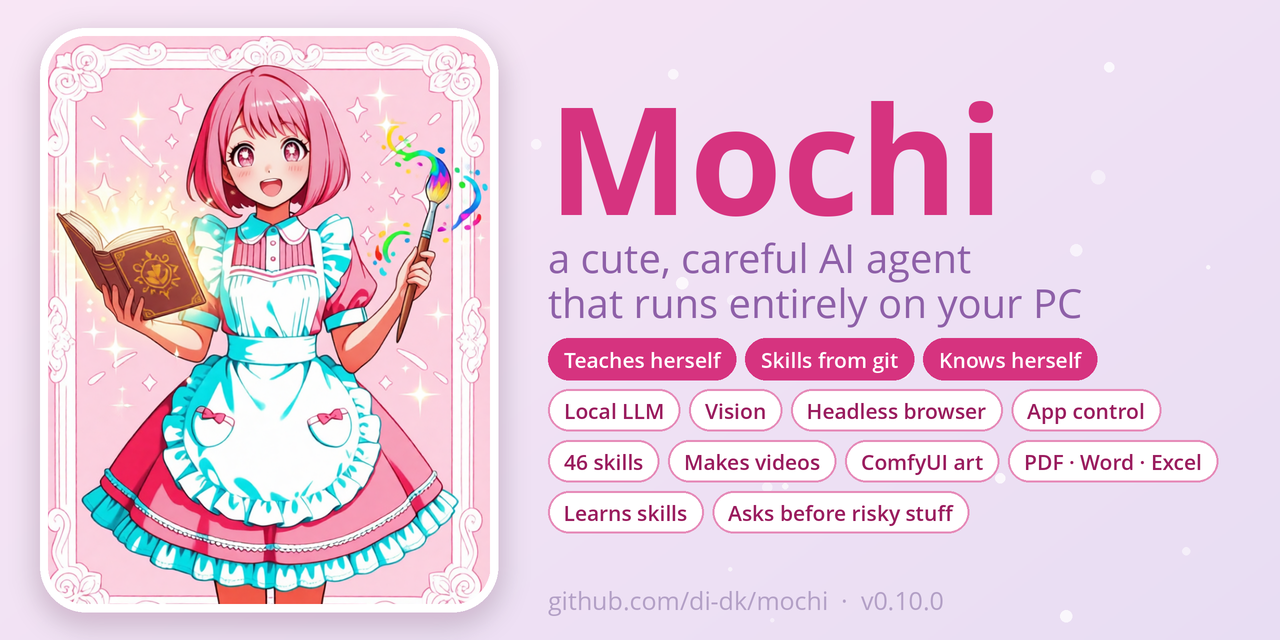 Mochi
a cute, careful AI agent
that runs entirely on your PC
Teaches herself Skills from git Knows herself
Local LLM Vision Headless browser App control
46 skills Makes videos ComfyUI art PDF · Word · Excel
Learns skills Asks before risky stuff
github.com/di-dk/mochi · v0.10.0